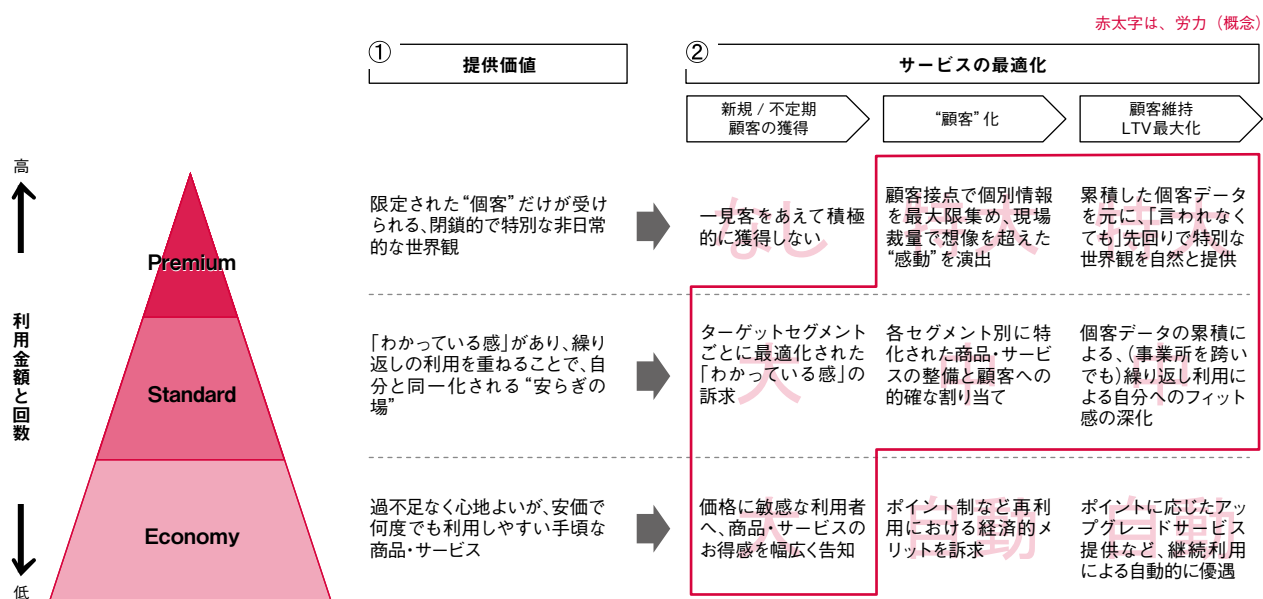 赤太字は、労力（概念）
① 提供価値
② サービスの最適化
新規 / 不定期
顧客の獲得
“顧客” 化
顧客維持
LTV最大化
高
利用金額と回数
低
Premium
限定された“個客”だけが受け
られる、閉鎖的で特別な非日常
的な世界観
なし
一見客をあえて積極
的に獲得しない
特大
顧客接点で個別情報
を最大限集め、現場
裁量で想像を超えた
“感動”を演出
特大
累積した個客データ
を元に、「言われなく
ても」先回りで特別な
世界観を自然と提供
Standard
「わかっている感」があり、繰り
返しの利用を重ねることで、自
分と同一化される “安らぎの
場”
大
ターゲットセグメント
ごとに最適化された
「わかっている感」の
訴求
中
各セグメント別に特
化された商品・サービ
スの整備と顧客への
的確な割り当て
中
個客データの累積に
よる、（事業所を跨い
でも）繰り返し利用に
よる自分へのフィット
感の深化
Economy
過不足なく心地よいが、安価で
何度でも利用しやすい手頃な
商品・サービス
大
価格に敏感な利用者
へ、商品・サービスの
お得感を幅広く告知
自動
ポイント制など再利
用における経済的メ
リットを訴求
自動
ポイントに応じたアッ
プグレードサービス
提供など、継続利用
による自動的に優遇